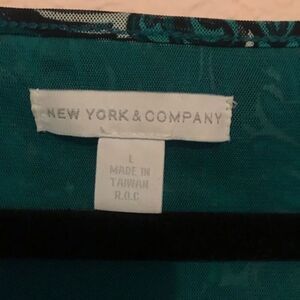 NEW YORK & COMPANY
L
MADE IN
TAIWAN
R.O.C